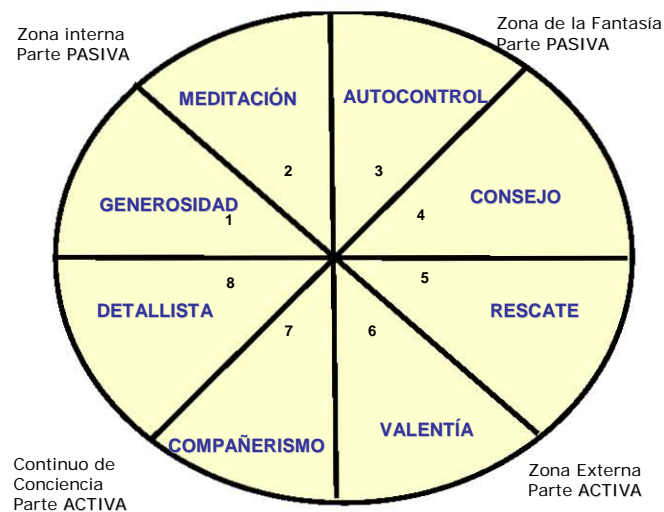 Zona interna
Parte PASIVA
Zona de la Fantasía
Parte PASIVA
MEDITACIÓN
AUTOCONTROL
2
3
GENEROSIDAD
1
4
CONSEJO
8
5
DETALLISTA
RESCATE
7
6
COMPAÑERISMO
VALENTÍA
Continuo de
Conciencia
Parte ACTIVA
Zona Externa
Parte ACTIVA